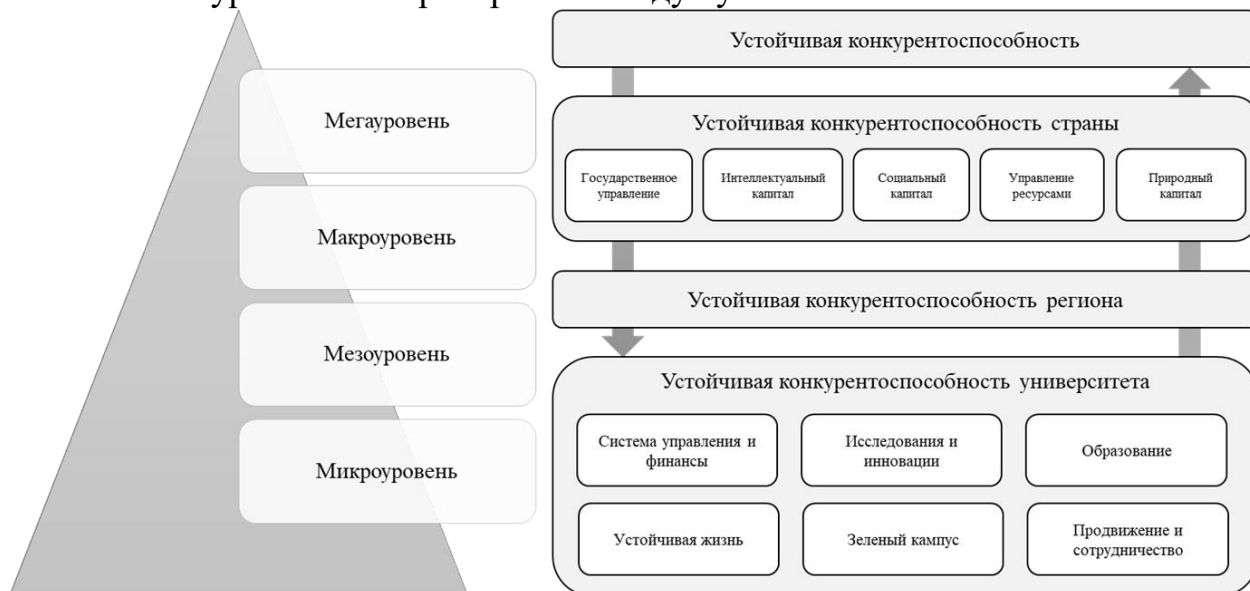 Мегауровень
Макроуровень
Мезоуровень
Микроуровень
Устойчивая конкурентоспособность
Устойчивая конкурентоспособность страны
Государственное
управление
Интеллектуальный
капитал
Социальный
капитал
Управление
ресурсами
Природный
капитал
Устойчивая конкурентоспособность региона
Устойчивая конкурентоспособность университета
Система управления и
финансы
Исследования и
инновации
Образование
Устойчивая жизнь
Зеленый кампус
Продвижение и
сотрудничество